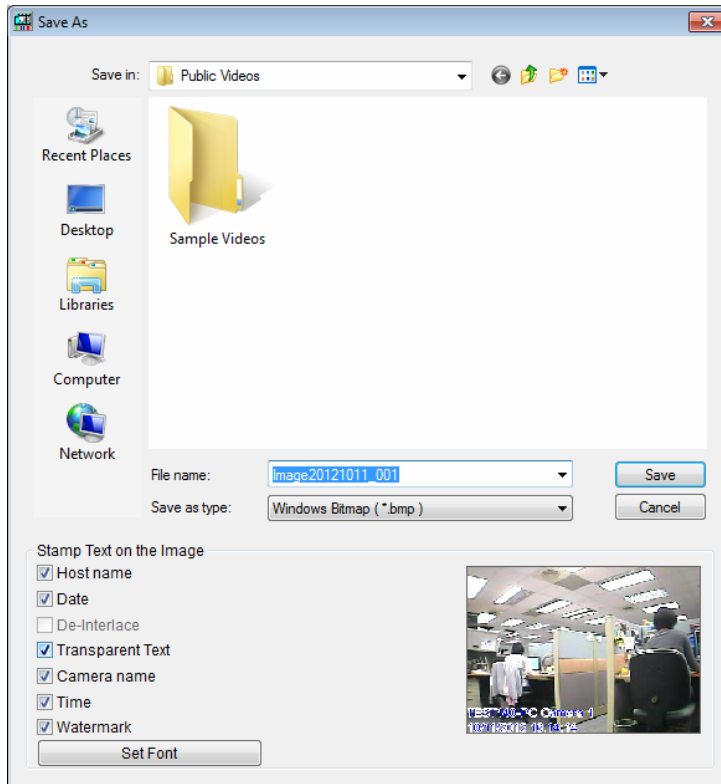 Save As
Save in:
Public Videos
Recent Places
Desktop
Libraries
Computer
Network
Sample Videos
File name:
Image20121011_001
Save
Save as type:
Windows Bitmap ( *.bmp )
Cancel
Stamp Text on the Image
Host name
Date
De-Interlace
Transparent Text
Camera name
Time
Watermark
Set Font
Camera 1